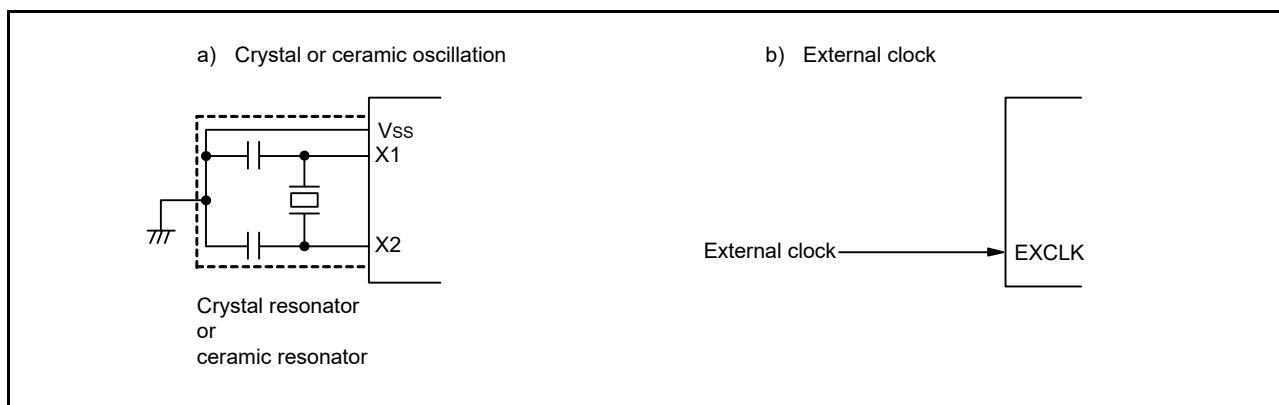 a) Crystal or ceramic oscillation
Vss
X1
X2
Crystal resonator
or
ceramic resonator
b) External clock
External clock
EXCLK